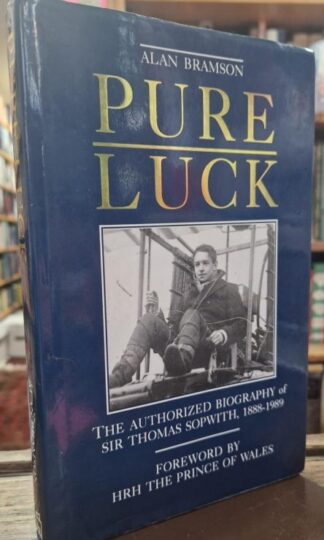 ALAN BRAMSON
PURE
LUCK
THE AUTHORIZED BIOGRAPHY of
SIR THOMAS SOPWITH, 1888-1989
FOREWORD BY
HRH THE PRINCE OF WALES